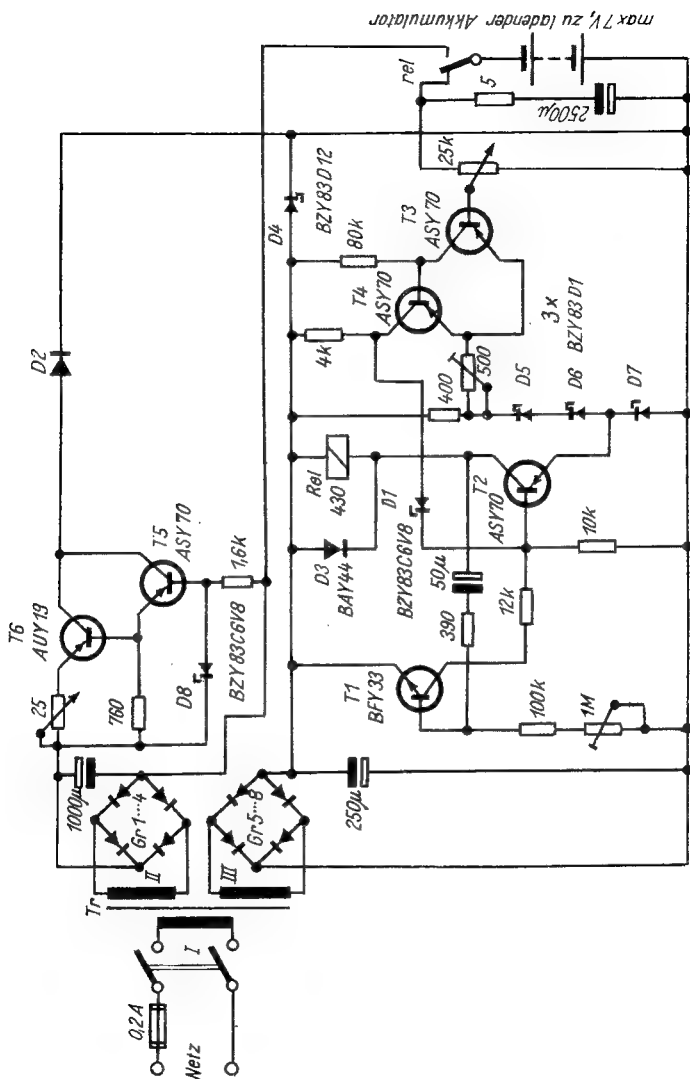 Netz
0,2A
I
Tr
II
III
Gr1...4
Gr5...8
1000µ
250µ
25
T6
AUY19
760
D8
BZY83C6V8
T5
ASY70
1,6k
D2
T1
BFY33
100k
1M
D3
BAY44
390
50µ
12k
10k
Rel
430
D1
BZY83C6V8
T2
ASY70
4k
400
500
D5
D6
D7
3x
BZY83D1
T4
ASY70
80k
D4
BZY83D12
T3
ASY70
25k
5
2500µ
rel
max 7V, zu ladender Akkumulator